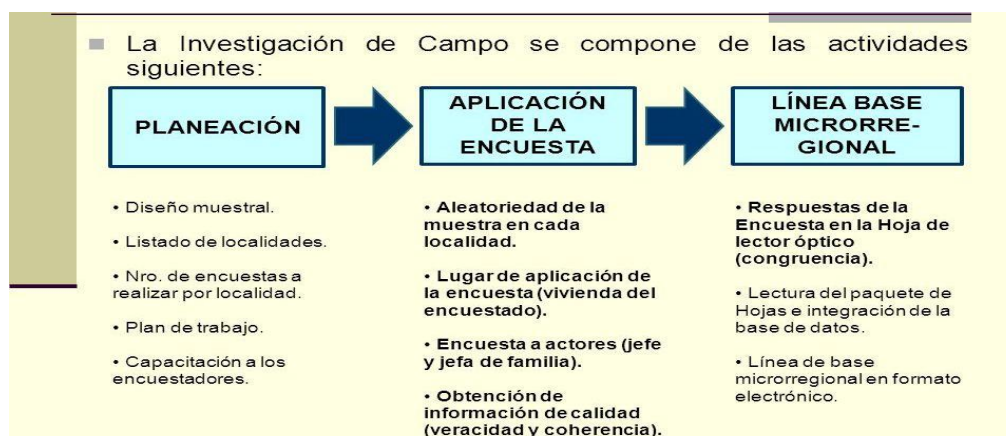 La Investigación de Campo se compone de las actividades
siguientes:
PLANEACIÓN
APLICACIÓN
DE LA
ENCUESTA
LÍNEA BASE
MICRORRE-
GIONAL
• Diseño muestral.
• Listado de localidades.
• Nro. de encuestas a
realizar por localidad.
• Plan de trabajo.
• Capacitación a los
encuestadores.
• Aleatoriedad de la
muestra en cada
localidad.
• Lugar de aplicación de
la encuesta (vivienda del
encuestado).
• Encuesta a actores (jefe
y jefa de familia).
• Obtención de
información de calidad
(veracidad y coherencia).
• Respuestas de la
Encuesta en la Hoja de
lector óptico
(congruencia).
• Lectura del paquete de
Hojas e integración de la
base de datos.
• Línea de base
microrregional en formato
electrónico.